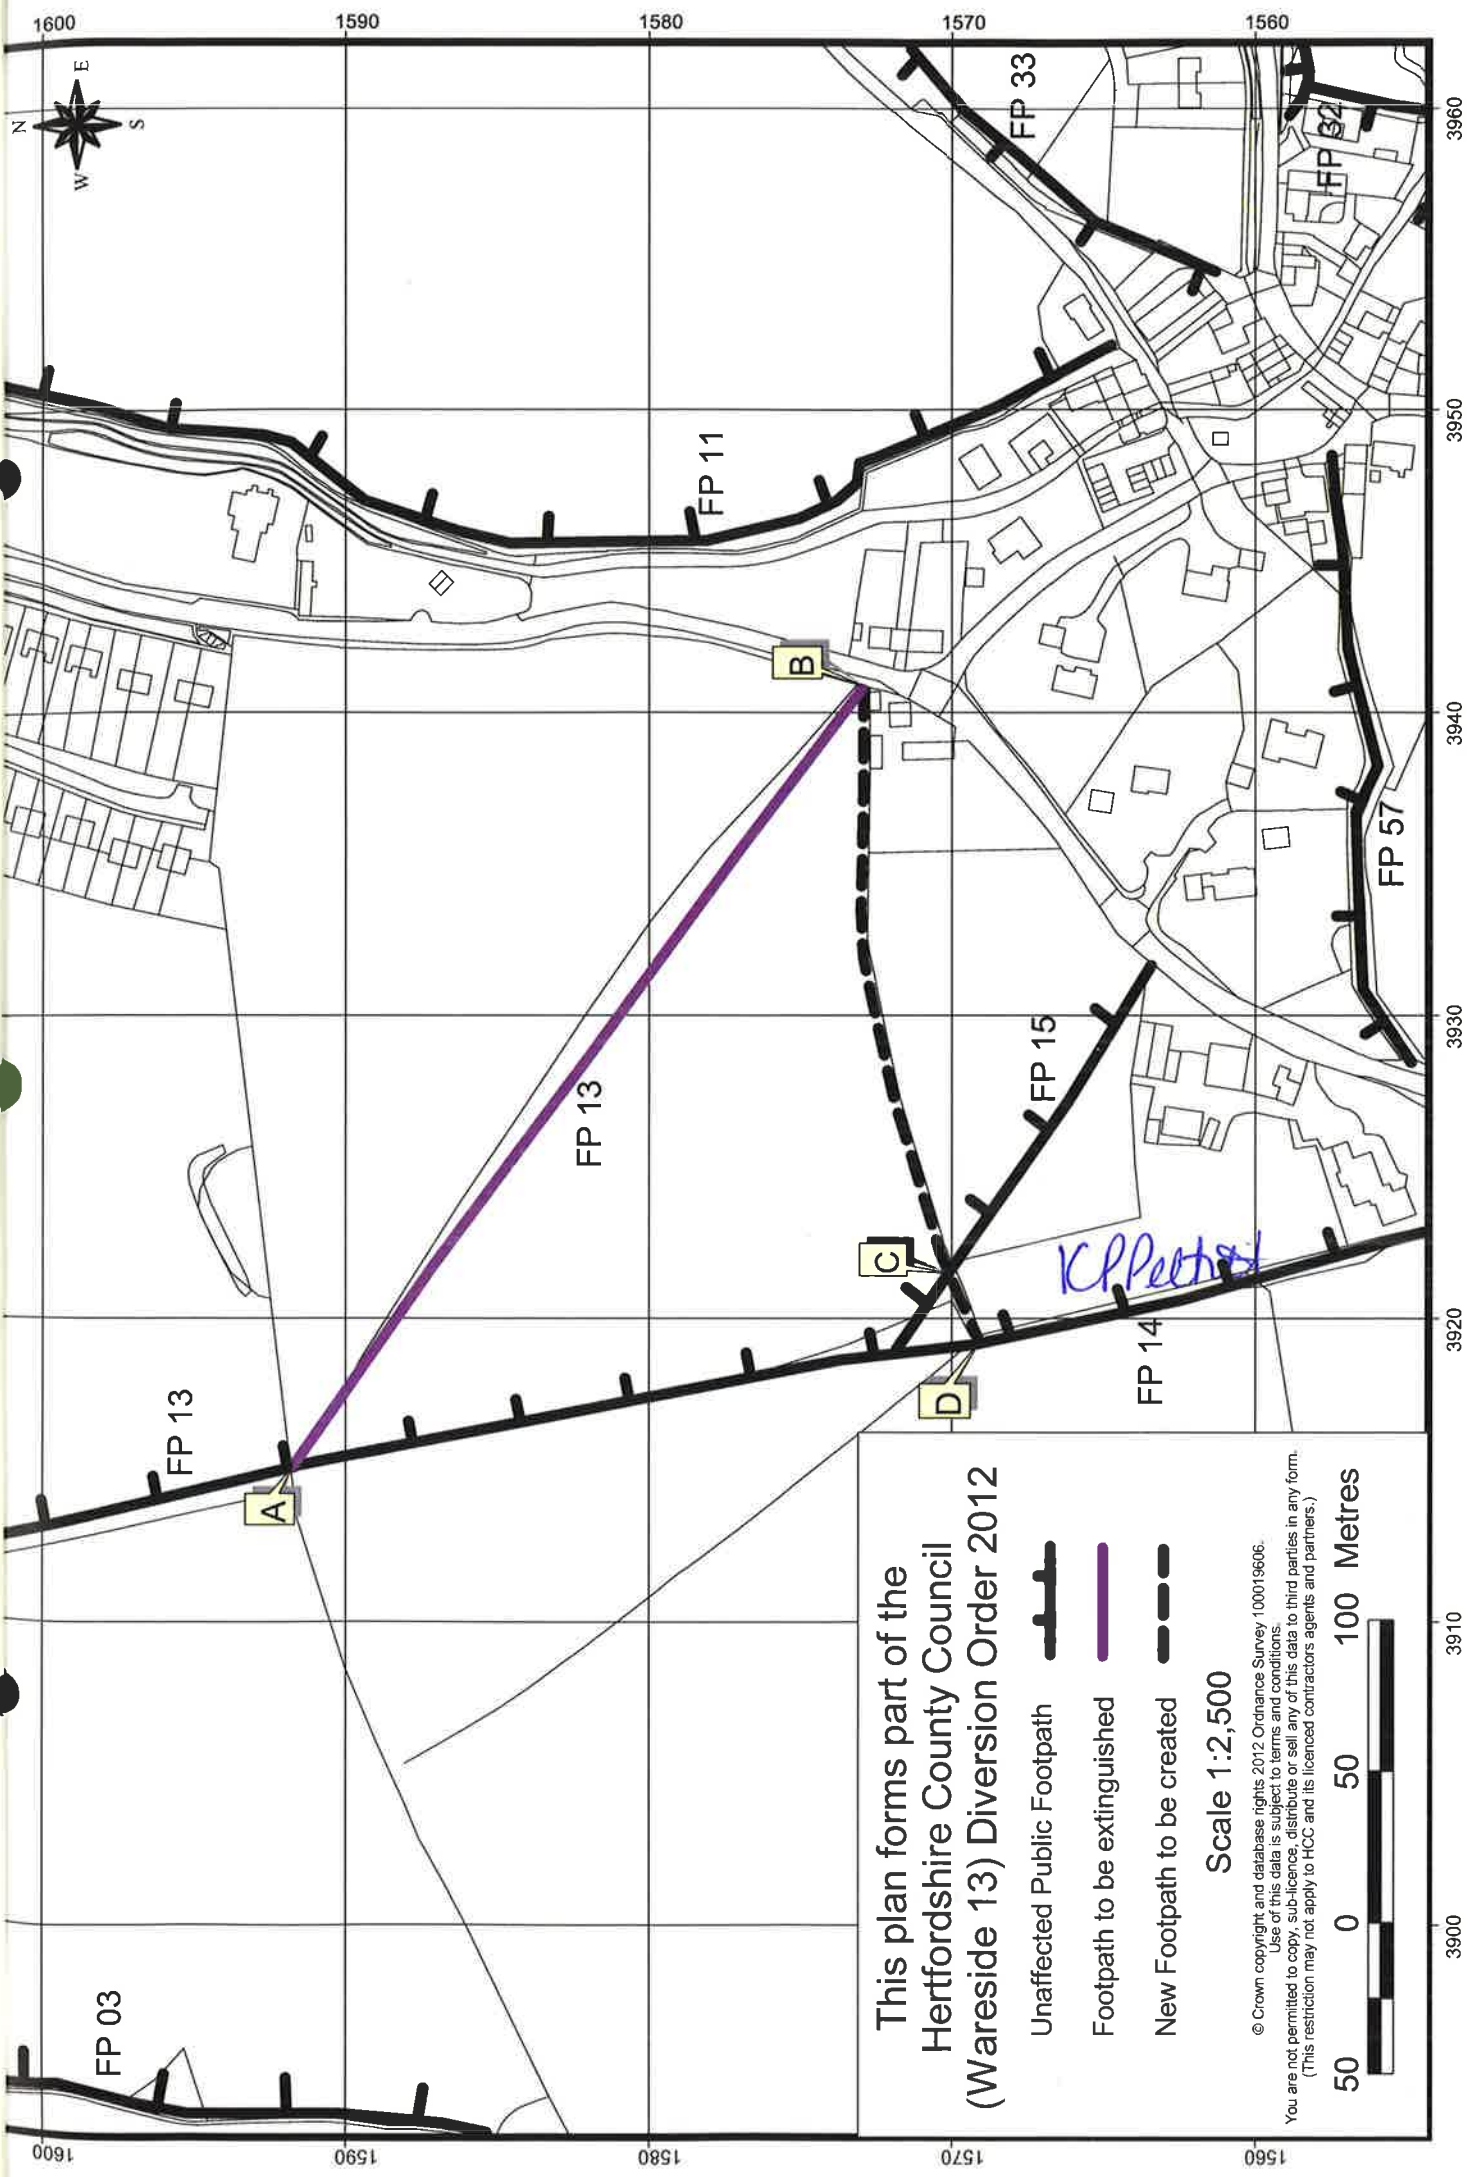 1600
1590
1580
1570
1560
N
E
S
W
3960
3950
3940
3930
3920
3910
3900
FP 33
FP 32
FP 11
B
FP 13
FP 57
FP 15
C
FP 13
A
D
FP 14
FP 03
This plan forms part of the
Hertfordshire County Council
(Wareside 13) Diversion Order 2012
Unaffected Public Footpath
Footpath to be extinguished
New Footpath to be created
Scale 1:2,500
© Crown copyright and database rights 2012 Ordnance Survey 100019606.
Use of this data is subject to terms and conditions.
You are not permitted to copy, sub-licence, distribute or sell any of this data to third parties in any form.
(This restriction may not apply to HCC and its licenced contractors agents and partners.)
50 0 50 100 Metres
1600
1590
1580
1570
1560